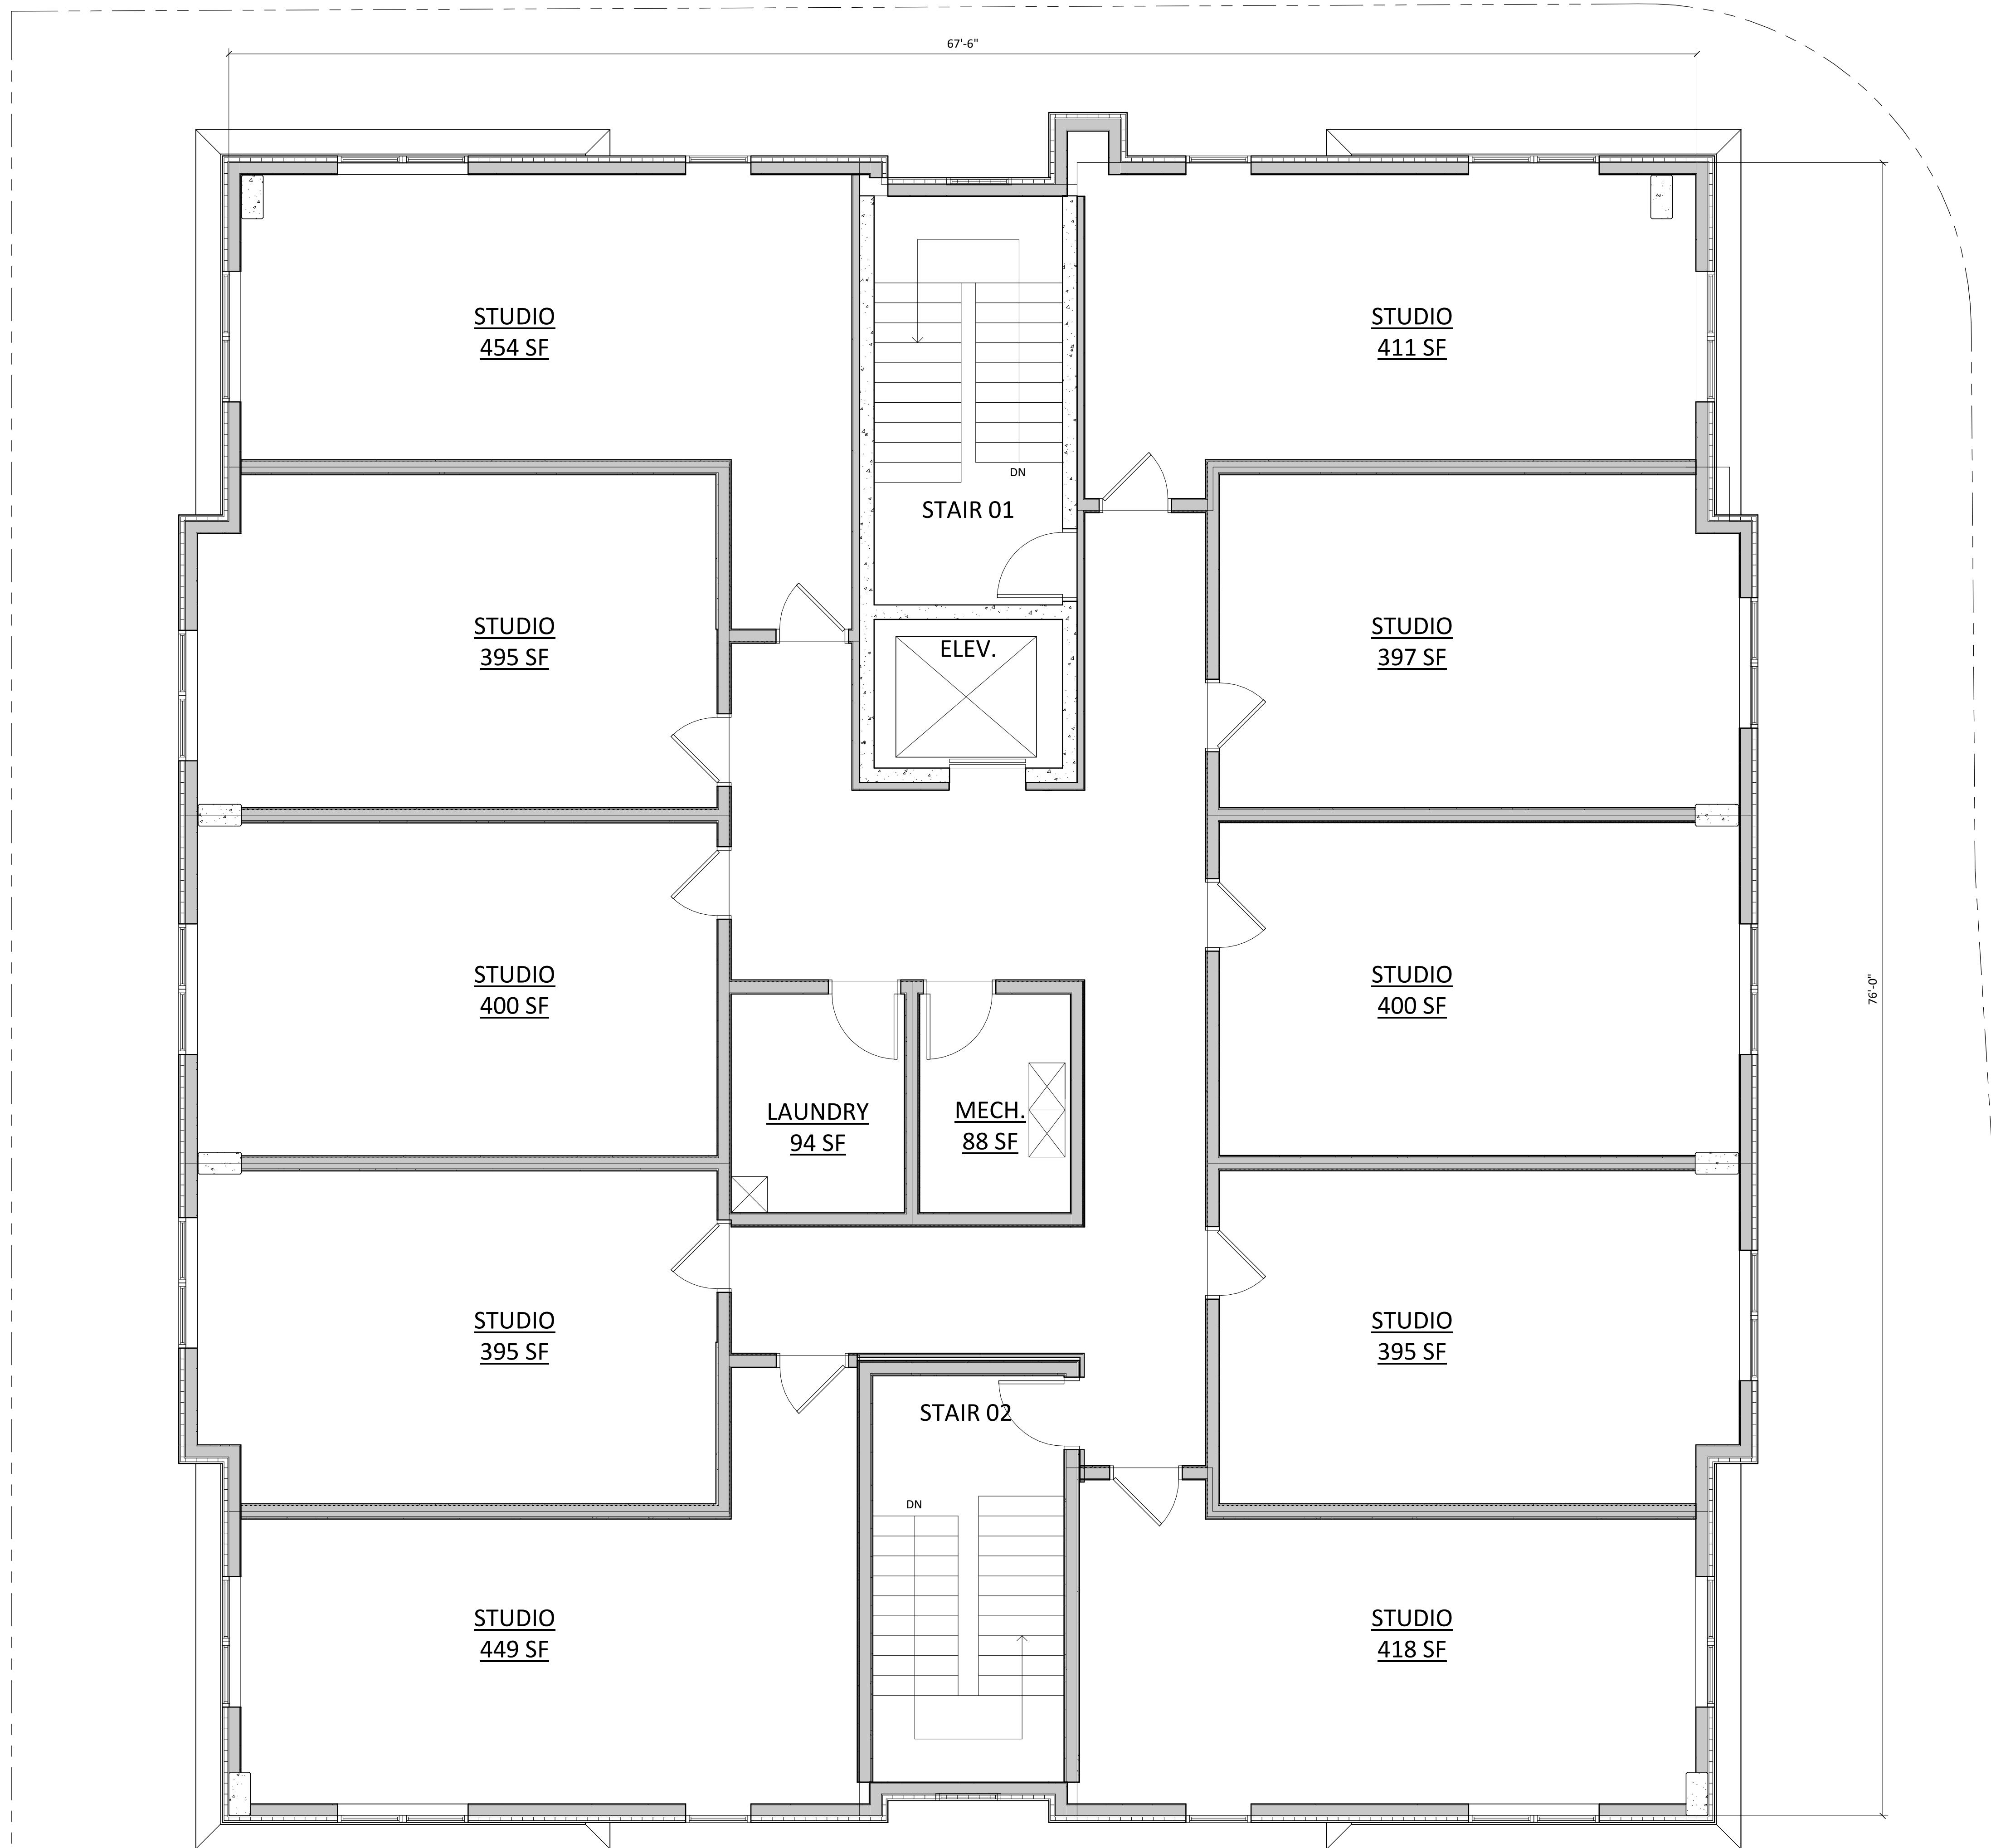 67'-6"
STUDIO
454 SF
STUDIO
411 SF
DN
STAIR 01
STUDIO
395 SF
ELEV.
STUDIO
397 SF
STUDIO
400 SF
STUDIO
400 SF
76'-0"
LAUNDRY
94 SF
MECH.
88 SF
STUDIO
395 SF
STUDIO
395 SF
STAIR 02
DN
STUDIO
449 SF
STUDIO
418 SF